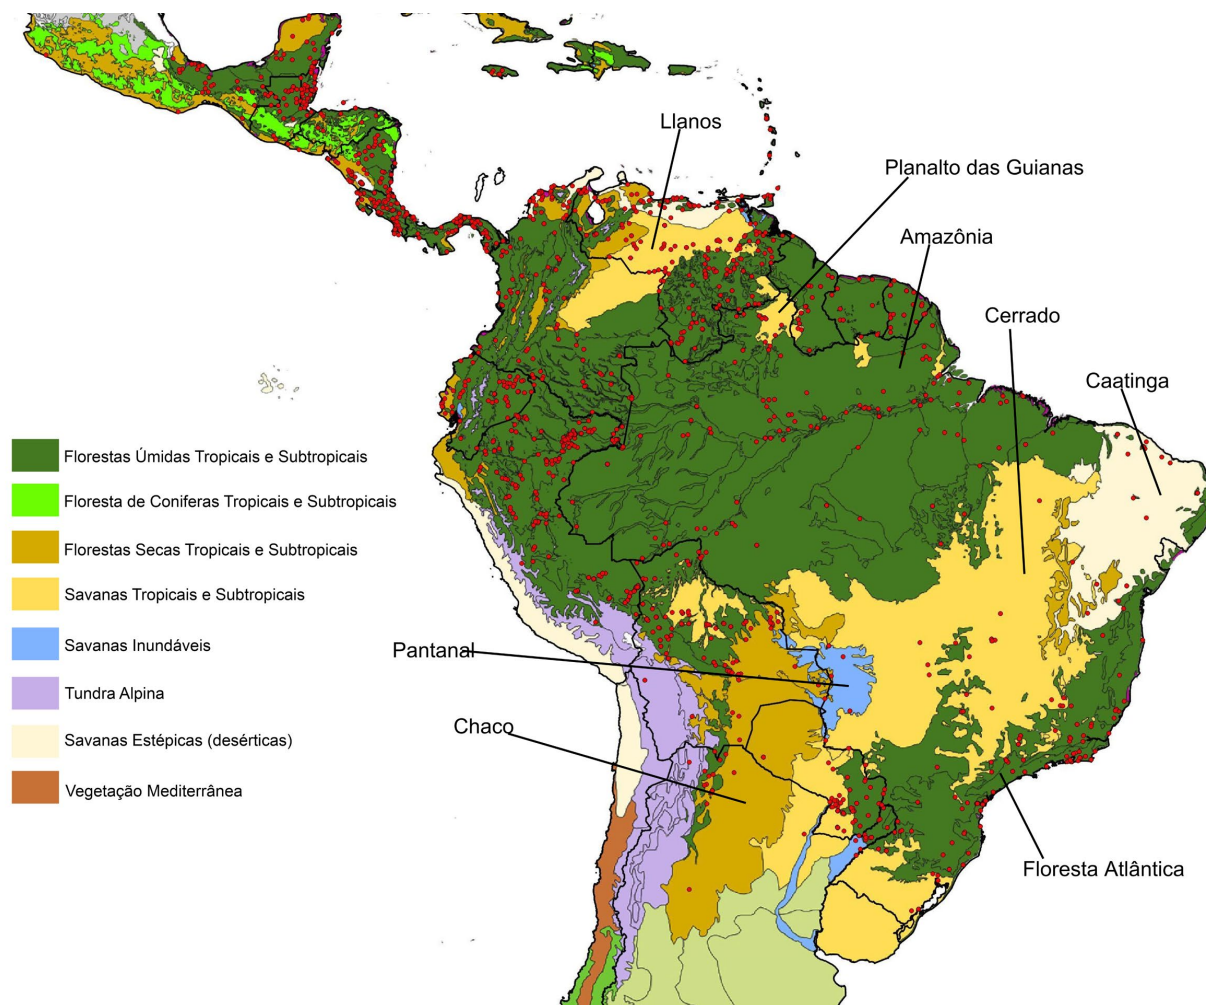 Llanos
Planalto das Guianas
Amazônia
Cerrado
Caatinga
Florestas Úmidas Tropicais e Subtropicais
Floresta de Coniferas Tropicais e Subtropicais
Florestas Secas Tropicais e Subtropicais
Savanas Tropicais e Subtropicais
Savanas Inundáveis
Pantanal
Tundra Alpina
Chaco
Savanas Estépicas (desérticas)
Vegetação Mediterrânea
Floresta Atlântica